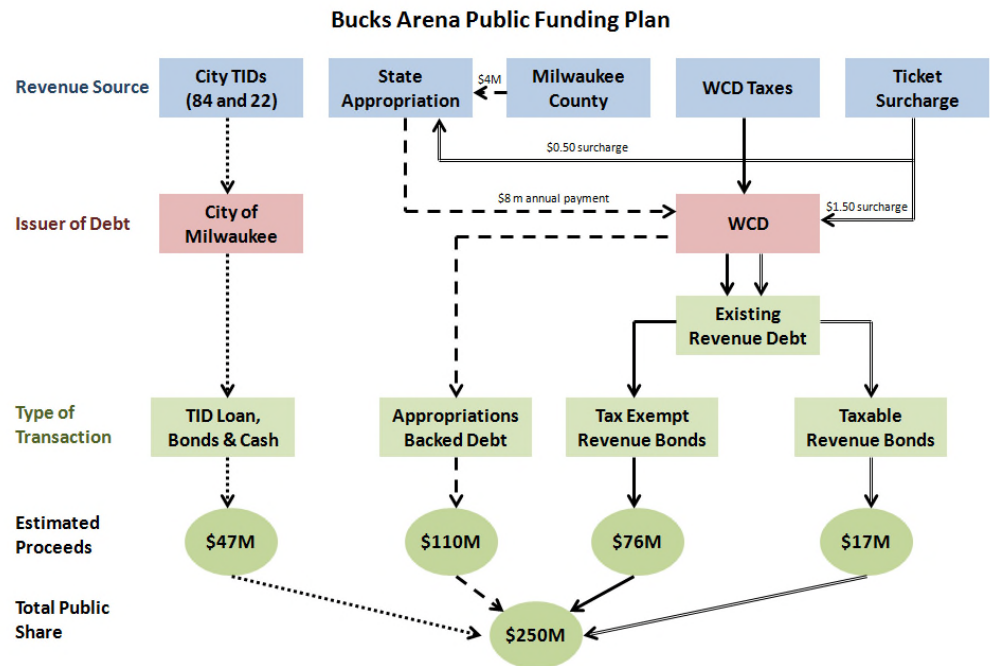 Bucks Arena Public Funding Plan
Revenue Source
City TIDs
(84 and 22)
State
Appropriation
$4M
Milwaukee
County
WCD Taxes
Ticket
Surcharge
$0.50 surcharge
Issuer of Debt
City of
Milwaukee
$8 m annual payment
WCD
$1.50 surcharge
Existing
Revenue Debt
Type of
Transaction
TID Loan,
Bonds & Cash
Appropriations
Backed Debt
Tax Exempt
Revenue Bonds
Taxable
Revenue Bonds
Estimated
Proceeds
$47M
$110M
$76M
$17M
Total Public
Share
$250M